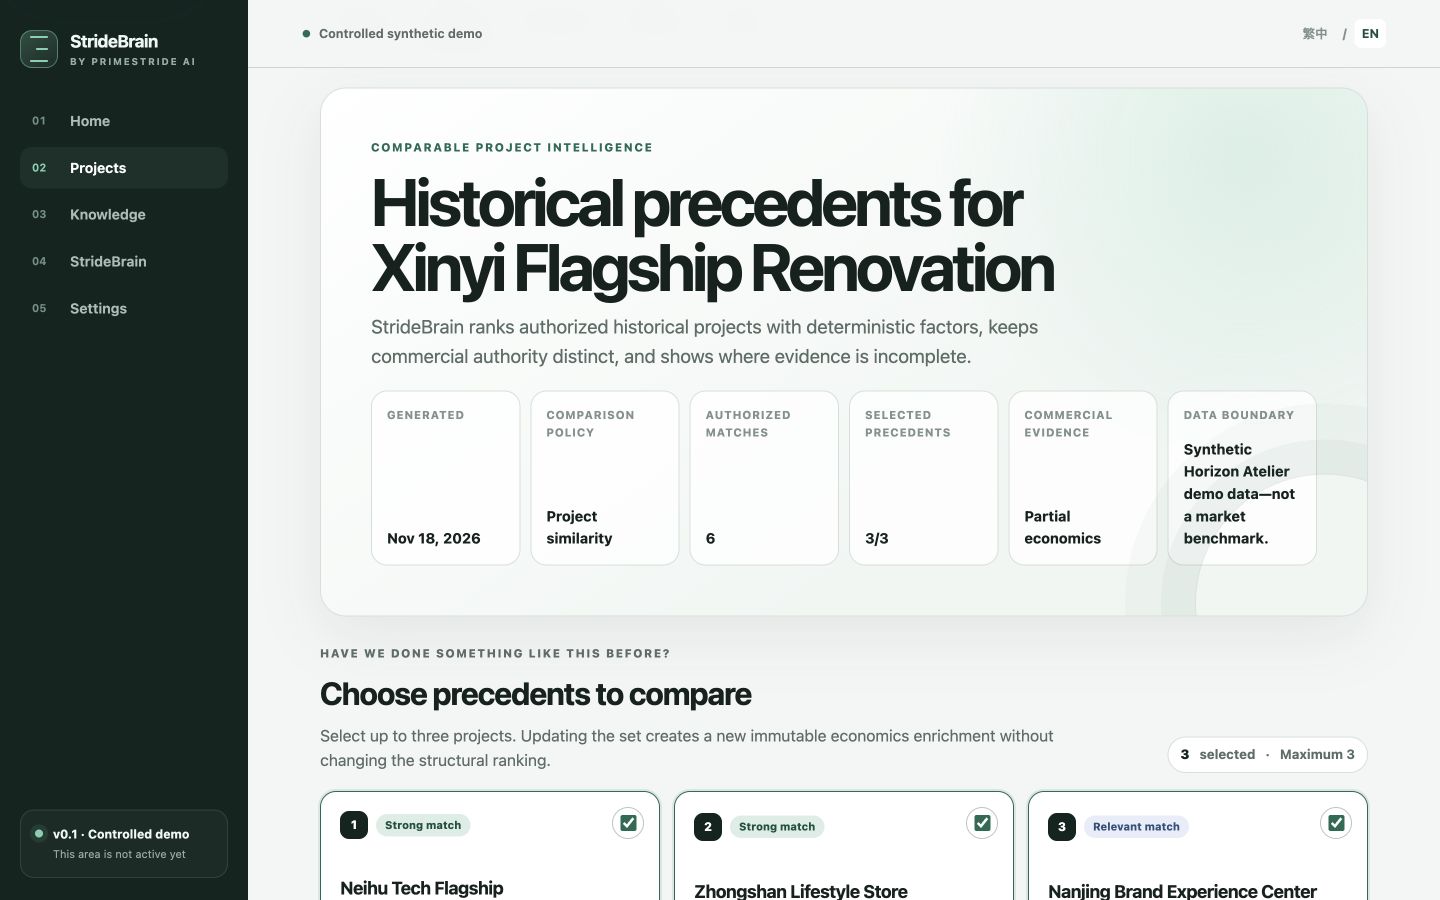 StrideBrain
BY PRIMESTRIDE AI
01 Home
02 Projects
03 Knowledge
04 StrideBrain
05 Settings
v0.1 · Controlled demo
This area is not active yet
Controlled synthetic demo
繁中 / EN
COMPARABLE PROJECT INTELLIGENCE
Historical precedents for
Xinyi Flagship Renovation
StrideBrain ranks authorized historical projects with deterministic factors, keeps
commercial authority distinct, and shows where evidence is incomplete.
GENERATED
Nov 18, 2026
COMPARISON
POLICY
Project
similarity
AUTHORIZED
MATCHES
6
SELECTED
PRECEDENTS
3/3
COMMERCIAL
EVIDENCE
Partial
economics
DATA BOUNDARY
Synthetic
Horizon Atelier
demo data—not
a market
benchmark.
HAVE WE DONE SOMETHING LIKE THIS BEFORE?
Choose precedents to compare
Select up to three projects. Updating the set creates a new immutable economics enrichment without
changing the structural ranking.
3 selected · Maximum 3
1 Strong match
Neihu Tech Flagship
2 Strong match
Zhongshan Lifestyle Store
3 Relevant match
Nanjing Brand Experience Center